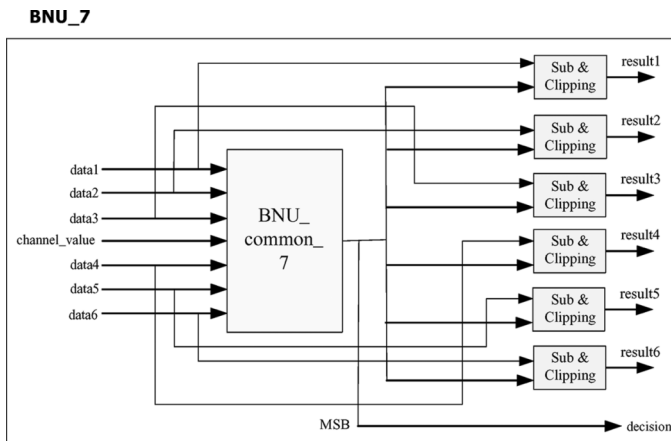 BNU_7
data1
data2
data3
channel_value
data4
data5
data6
BNU_
common_
7
Sub &
Clipping
result1
Sub &
Clipping
result2
Sub &
Clipping
result3
Sub &
Clipping
result4
Sub &
Clipping
result5
Sub &
Clipping
result6
MSB
decision